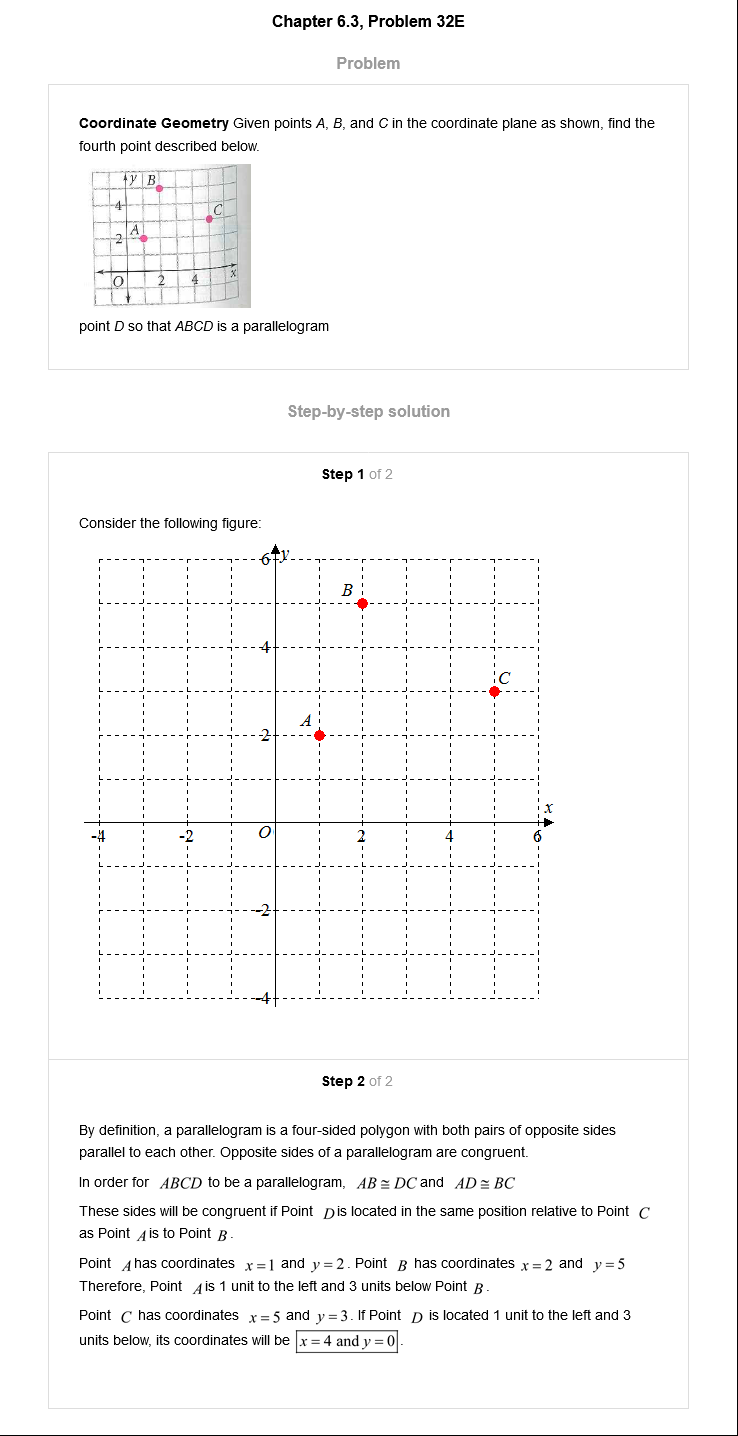 Chapter 6.3, Problem 32E
Problem
Coordinate Geometry Given points A, B, and C in the coordinate plane as shown, find the
fourth point described below.
y B
4
C
A
2
O 2 4 x
point D so that ABCD is a parallelogram
Step-by-step solution
Step 1 of 2
Consider the following figure:
6 y
B
4
C
A
2
x
-4 -2 O 2 4 6
-2
-4
Step 2 of 2
By definition, a parallelogram is a four-sided polygon with both pairs of opposite sides
parallel to each other. Opposite sides of a parallelogram are congruent.
In order for ABCD to be a parallelogram, AB ≅ DC and AD ≅ BC
These sides will be congruent if Point D is located in the same position relative to Point C
as Point A is to Point B.
Point A has coordinates x = 1 and y = 2. Point B has coordinates x = 2 and y = 5
Therefore, Point A is 1 unit to the left and 3 units below Point B.
Point C has coordinates x = 5 and y = 3. If Point D is located 1 unit to the left and 3
units below, its coordinates will be x = 4 and y = 0.